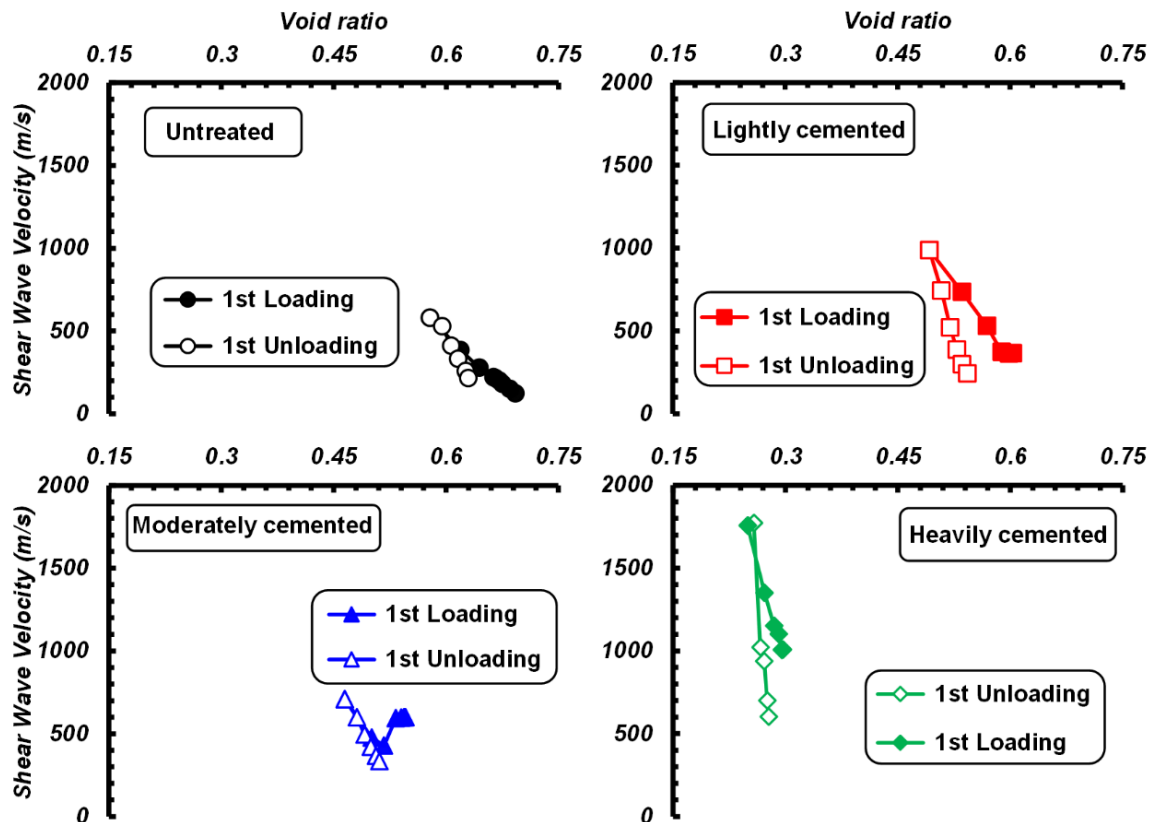 Void ratio
0.15 0.3 0.45 0.6 0.75
Shear Wave Velocity (m/s)
2000
1500
1000
500
0
Untreated
1st Loading
1st Unloading
Void ratio
0.15 0.3 0.45 0.6 0.75
2000
1500
1000
500
0
Lightly cemented
1st Loading
1st Unloading
0.15 0.3 0.45 0.6 0.75
Shear Wave Velocity (m/s)
2000
1500
1000
500
0
Moderately cemented
1st Loading
1st Unloading
0.15 0.3 0.45 0.6 0.75
2000
1500
1000
500
0
Heavily cemented
1st Unloading
1st Loading